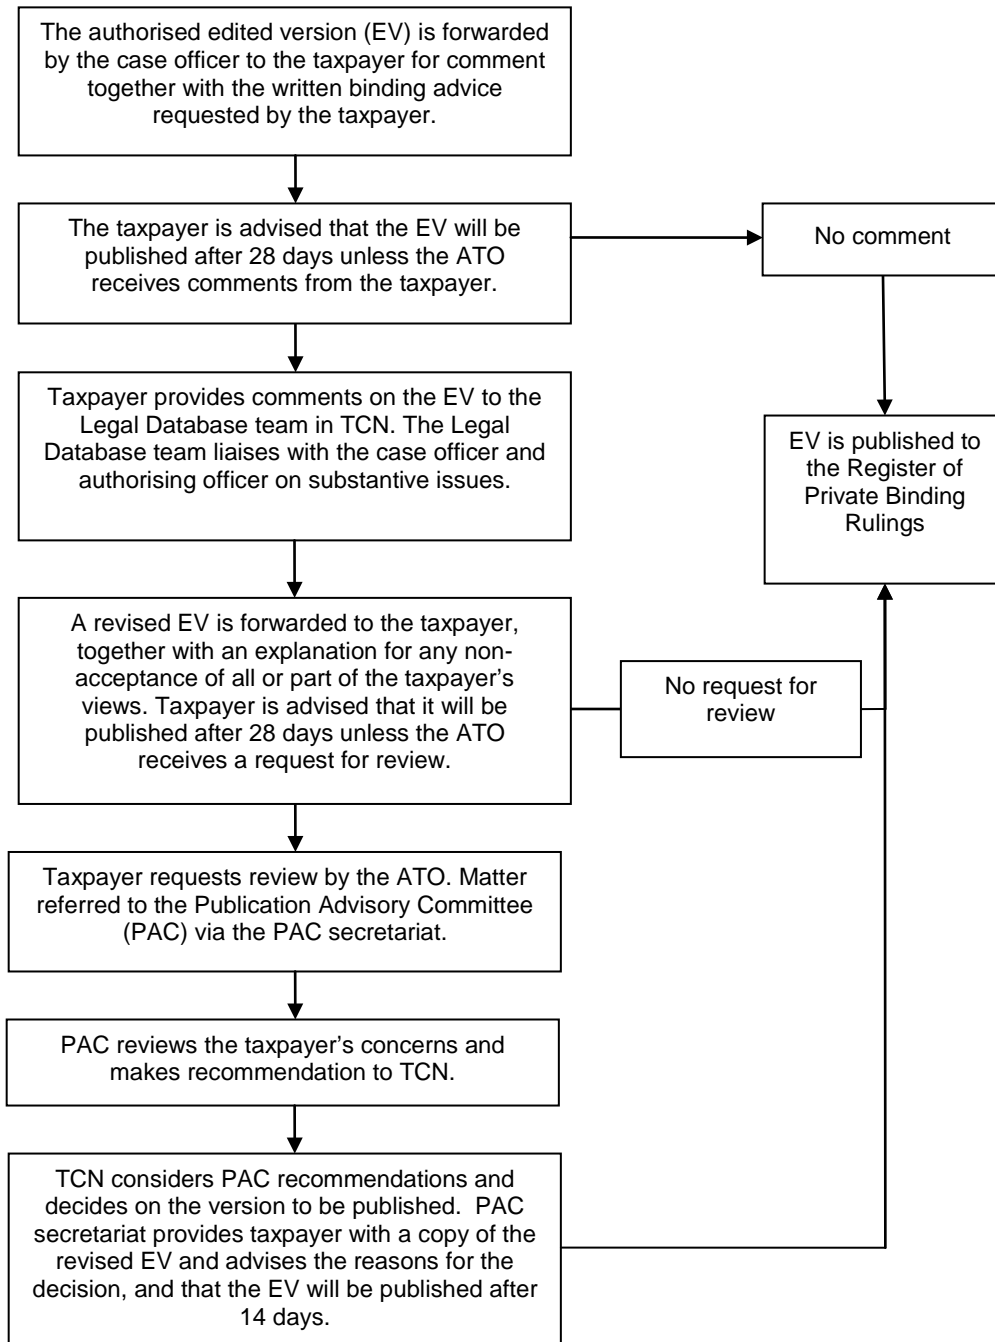 The authorised edited version (EV) is forwarded
by the case officer to the taxpayer for comment
together with the written binding advice
requested by the taxpayer.
The taxpayer is advised that the EV will be
published after 28 days unless the ATO
receives comments from the taxpayer.
No comment
Taxpayer provides comments on the EV to the
Legal Database team in TCN. The Legal
Database team liaises with the case officer and
authorising officer on substantive issues.
EV is published to
the Register of
Private Binding
Rulings
A revised EV is forwarded to the taxpayer,
together with an explanation for any non-
acceptance of all or part of the taxpayer's
views. Taxpayer is advised that it will be
published after 28 days unless the ATO
receives a request for review.
No request for
review
Taxpayer requests review by the ATO. Matter
referred to the Publication Advisory Committee
(PAC) via the PAC secretariat.
PAC reviews the taxpayer's concerns and
makes recommendation to TCN.
TCN considers PAC recommendations and
decides on the version to be published.  PAC
secretariat provides taxpayer with a copy of the
revised EV and advises the reasons for the
decision, and that the EV will be published after
14 days.